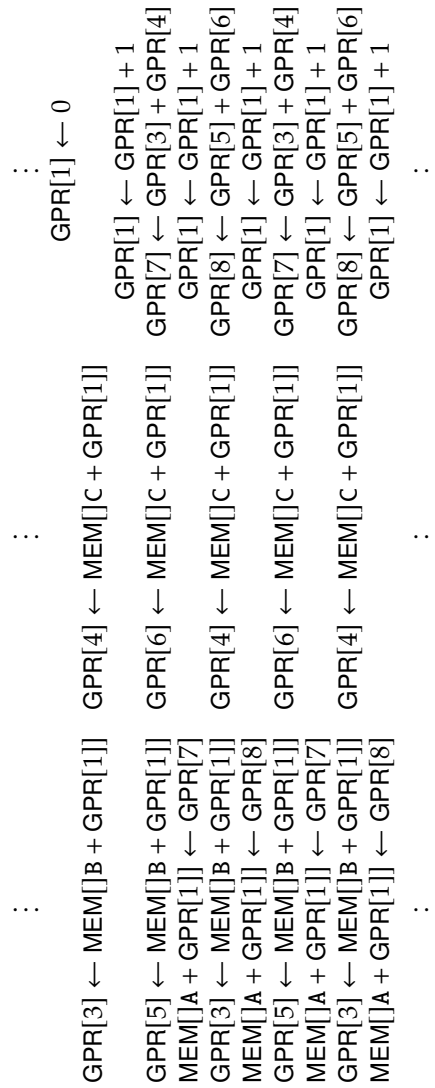 ⋮ ⋮ ⋮
GPR[1] ← 0
GPR[3] ← MEM[]B + GPR[1]] GPR[4] ← MEM[]C + GPR[1]]
GPR[1] ← GPR[1] + 1
GPR[5] ← MEM[]B + GPR[1]] GPR[6] ← MEM[]C + GPR[1]] GPR[7] ← GPR[3] + GPR[4]
MEM[]A + GPR[1]] ← GPR[7] GPR[1] ← GPR[1] + 1
GPR[3] ← MEM[]B + GPR[1]] GPR[4] ← MEM[]C + GPR[1]] GPR[8] ← GPR[5] + GPR[6]
MEM[]A + GPR[1]] ← GPR[8] GPR[1] ← GPR[1] + 1
GPR[5] ← MEM[]B + GPR[1]] GPR[6] ← MEM[]C + GPR[1]] GPR[7] ← GPR[3] + GPR[4]
MEM[]A + GPR[1]] ← GPR[7] GPR[1] ← GPR[1] + 1
GPR[3] ← MEM[]B + GPR[1]] GPR[4] ← MEM[]C + GPR[1]] GPR[8] ← GPR[5] + GPR[6]
MEM[]A + GPR[1]] ← GPR[8] GPR[1] ← GPR[1] + 1
⋮ ⋮ ⋮